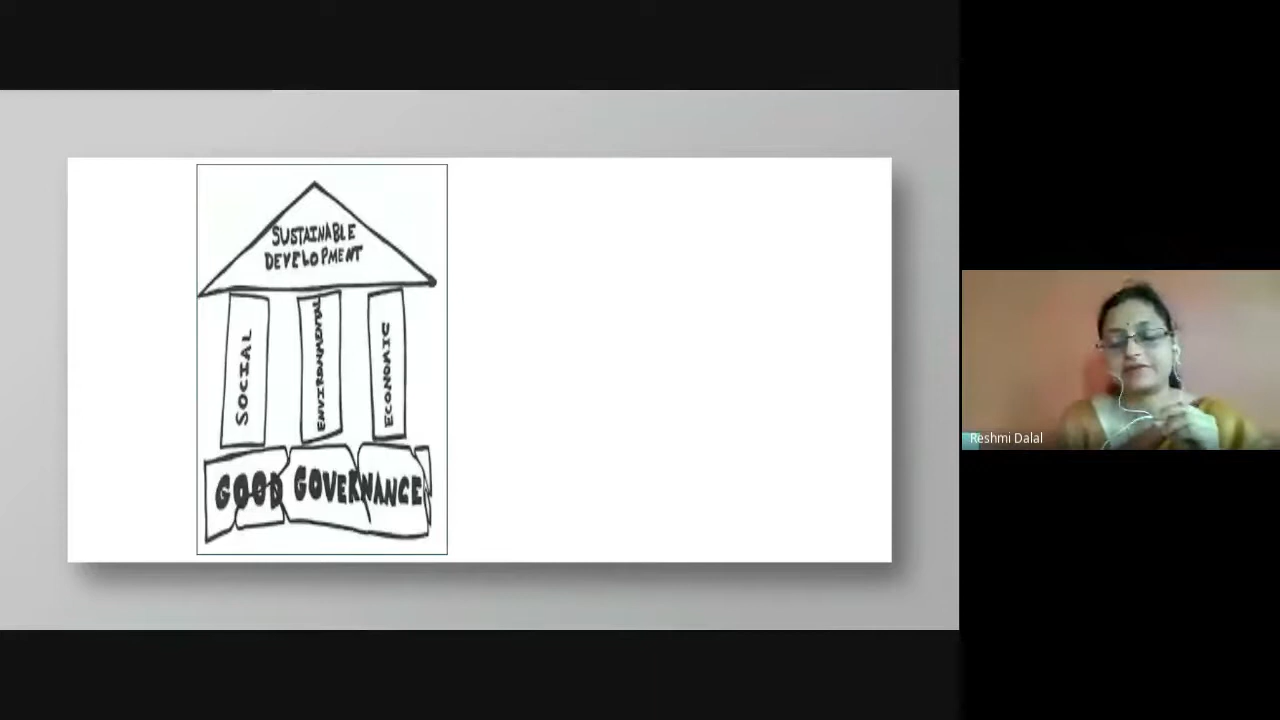 SUSTAINABLE
DEVELOPMENT
SOCIAL
ENVIRONMENTAL
ECONOMIC
GOOD GOVERNANCE
Reshmi Dalal